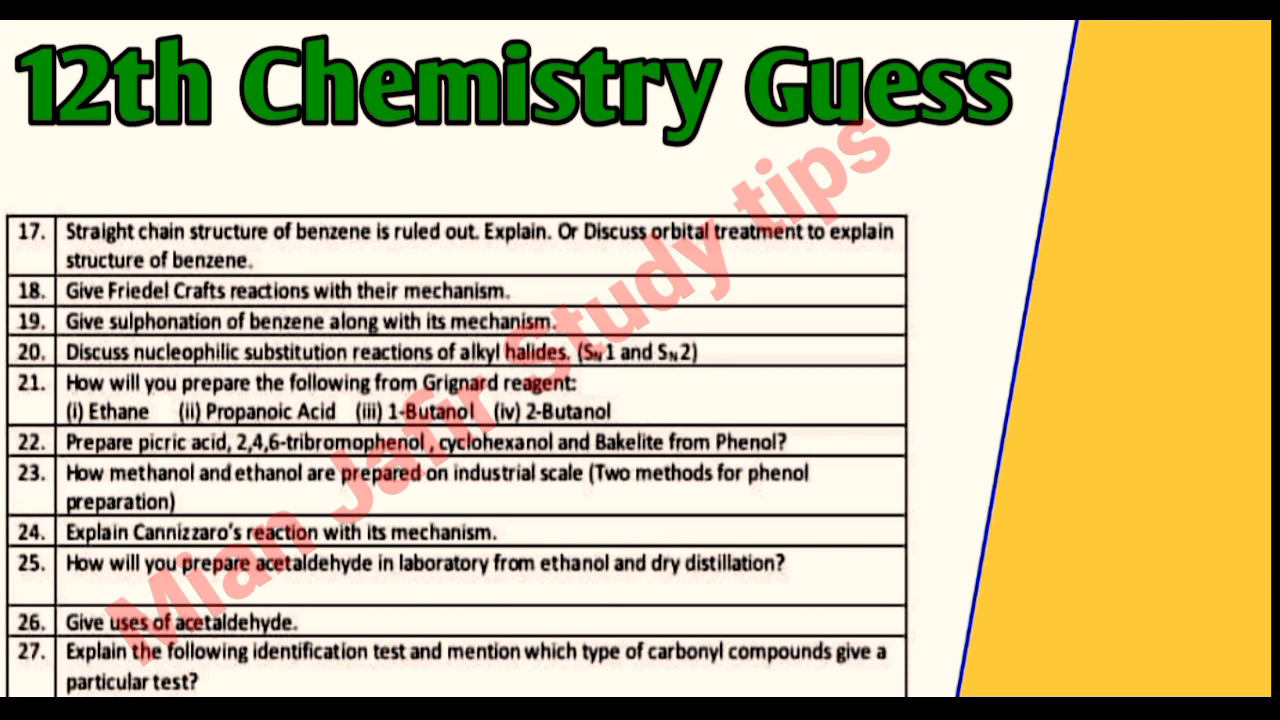 12th Chemistry Guess
17. Straight chain structure of benzene is ruled out. Explain. Or Discuss orbital treatment to explain
structure of benzene.
18. Give Friedel Crafts reactions with their mechanism.
19. Give sulphonation of benzene along with its mechanism.
20. Discuss nucleophilic substitution reactions of alkyl halides. (SN1 and SN2)
21. How will you prepare the following from Grignard reagent:
(i) Ethane (ii) Propanoic Acid (iii) 1-Butanol (iv) 2-Butanol
22. Prepare picric acid, 2,4,6-tribromophenol , cyclohexanol and Bakelite from Phenol?
23. How methanol and ethanol are prepared on industrial scale (Two methods for phenol
preparation)
24. Explain Cannizzaro's reaction with its mechanism.
25. How will you prepare acetaldehyde in laboratory from ethanol and dry distillation?
26. Give uses of acetaldehyde.
27. Explain the following identification test and mention which type of carbonyl compounds give a
particular test?
Mian Jafir Study tips